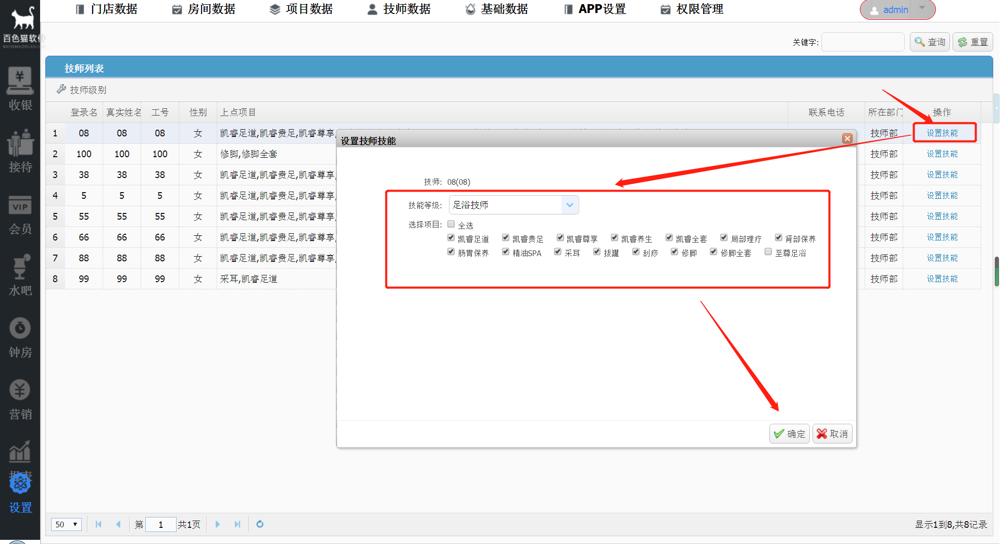 门店数据 房间数据 项目数据 技师数据 基础数据 APP设置 权限管理 admin
百色猫软件
关键字: 查询 重置
技师列表
技师级别
登录名 真实姓名 工号 性别 上点项目 联系电话 所在部门 操作
1 08 08 08 女 凯睿足道,凯睿贵足,凯睿尊享, 技师部 设置技能
2 100 100 100 女 修脚,修脚全套 技师部 设置技能
3 38 38 38 女 凯睿足道,凯睿贵足,凯睿尊享, 技师部 设置技能
4 5 5 5 女 凯睿足道,凯睿贵足,凯睿尊享, 技师部 设置技能
5 55 55 55 女 凯睿足道,凯睿贵足,凯睿尊享, 技师部 设置技能
6 66 66 66 女 凯睿足道,凯睿贵足,凯睿尊享, 技师部 设置技能
7 88 88 88 女 凯睿足道,凯睿贵足,凯睿尊享, 技师部 设置技能
8 99 99 99 女 采耳,凯睿足道 技师部 设置技能
设置技师技能
技师: 08(08)
技能等级: 足浴技师
选择项目: 全选
凯睿足道 凯睿贵足 凯睿尊享 凯睿养生 凯睿全套 局部理疗 肾部保养
肠胃保养 精油SPA 采耳 拔罐 刮痧 修脚 修脚全套 至尊足浴
确定 取消
收银
接待
VIP
会员
水吧
钟房
营销
报表
设置
50 第 1 共1页 显示1到8,共8记录